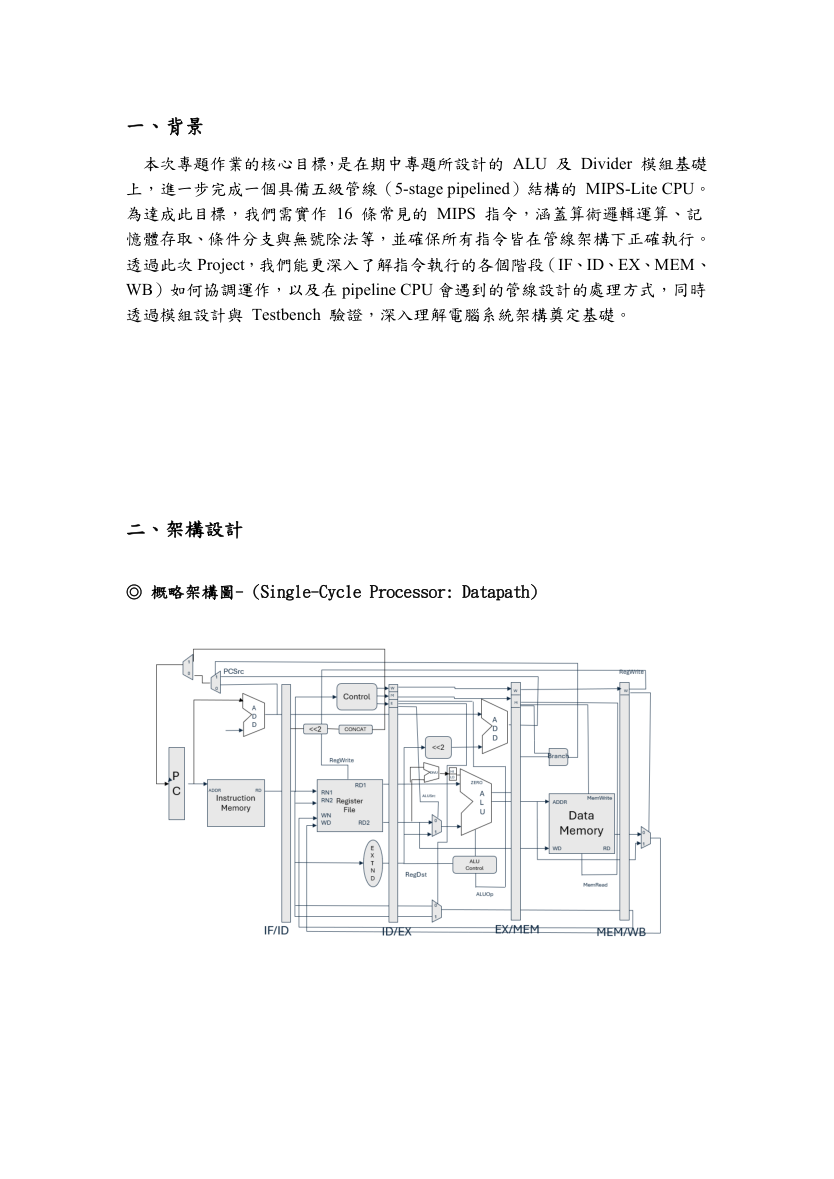 一、背景
本次專題作業的核心目標，是在期中專題所設計的 ALU 及 Divider 模組基礎
上，進一步完成一個具備五級管線（5-stage pipelined）結構的 MIPS-Lite CPU。
為達成此目標，我們需實作 16 條常見的 MIPS 指令，涵蓋算術邏輯運算、記
憶體存取、條件分支與無號除法等，並確保所有指令皆在管線架構下正確執行。
透過此次 Project，我們能更深入了解指令執行的各個階段（IF、ID、EX、MEM、
WB）如何協調運作，以及在 pipeline CPU 會遇到的管線設計的處理方式，同時
透過模組設計與 Testbench 驗證，深入理解電腦系統架構奠定基礎。
二、架構設計
◎ 概略架構圖-（Single-Cycle Processor: Datapath）
PCSrc
RegWrite
Control
ADD
<<2
CONCAT
ADD
<<2
Branch
RegWrite
PC
ADDR
RD
Instruction
Memory
RN1
RN2
WN
WD
Register
File
RD1
RD2
ALUSrc
ZERO
ALU
ADDR
MemWrite
Data
Memory
WD
RD
EXTND
RegDst
ALU
Control
ALUOp
MemRead
IF/ID
ID/EX
EX/MEM
MEM/WB